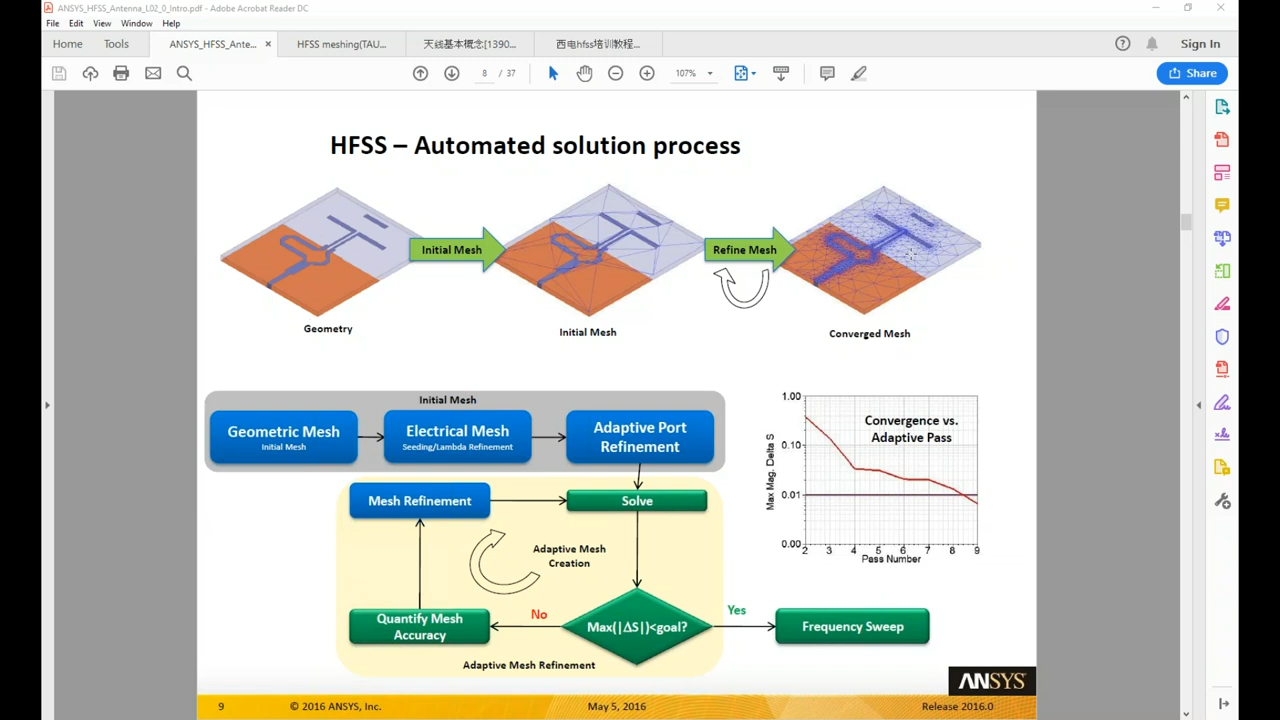 ANSYS_HFSS_Antenna_L02_0_Intro.pdf - Adobe Acrobat Reader DC
File Edit View Window Help
Home Tools ANSYS_HFSS_Ante... × HFSS meshing(TAU... 天线基本概念[1390... 西电hfss培训教程...
Sign In
8 / 37 107%
Share
HFSS – Automated solution process
Initial Mesh
Refine Mesh
Geometry
Initial Mesh
Converged Mesh
Initial Mesh
Geometric Mesh
Initial Mesh
Electrical Mesh
Seeding/Lambda Refinement
Adaptive Port
Refinement
Mesh Refinement
Solve
Adaptive Mesh
Creation
Quantify Mesh
Accuracy
No
Max(|ΔS|)<goal?
Yes
Frequency Sweep
Adaptive Mesh Refinement
Convergence vs.
Adaptive Pass
Max Mag. Delta S
1.00
0.10
0.01
0.00
2 3 4 5 6 7 8 9
Pass Number
ANSYS
9 © 2016 ANSYS, Inc. May 5, 2016 Release 2016.0